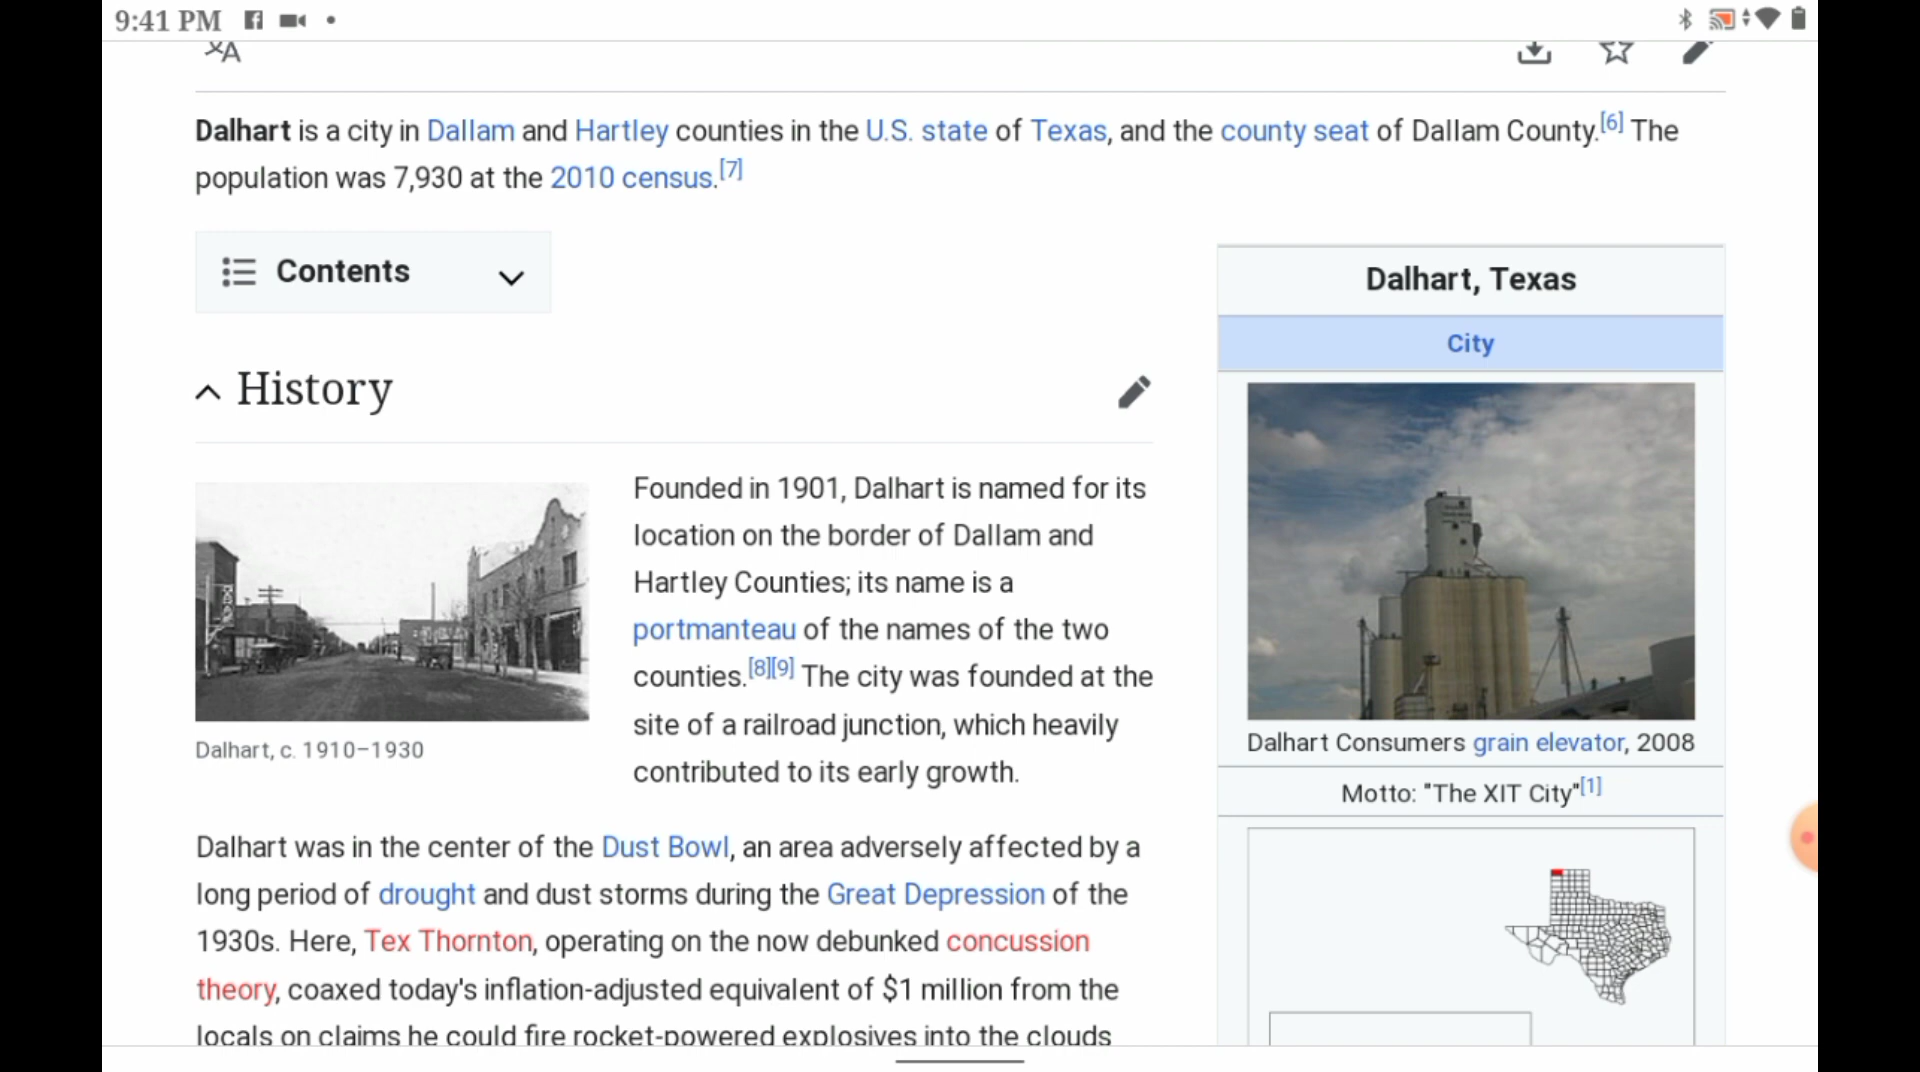 9:41 PM
Dalhart is a city in Dallam and Hartley counties in the U.S. state of Texas, and the county seat of Dallam County.[6] The
population was 7,930 at the 2010 census.[7]
Contents
History
Founded in 1901, Dalhart is named for its
location on the border of Dallam and
Hartley Counties; its name is a
portmanteau of the names of the two
counties.[8][9] The city was founded at the
site of a railroad junction, which heavily
contributed to its early growth.
Dalhart, c. 1910–1930
Dalhart was in the center of the Dust Bowl, an area adversely affected by a
long period of drought and dust storms during the Great Depression of the
1930s. Here, Tex Thornton, operating on the now debunked concussion
theory, coaxed today's inflation-adjusted equivalent of $1 million from the
locals on claims he could fire rocket-powered explosives into the clouds
Dalhart, Texas
City
Dalhart Consumers grain elevator, 2008
Motto: "The XIT City"[1]